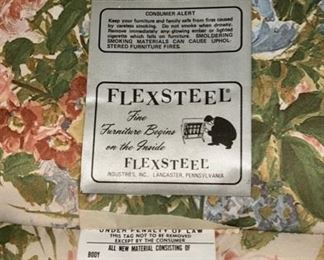 CONSUMER ALERT
Keep your furniture and family safe from fires caused
by careless smoking. Do not smoke when drowsy.
Remove immediately any glowing ember or lighted
cigarette which falls on furniture. SMOLDERING
SMOKING MATERIALS CAN CAUSE UPHOL-
STERED FURNITURE FIRES.
FLEXSTEEL®
Fine
Furniture Begins
on the Inside
FLEXSTEEL
INDUSTRIES, INC., LANCASTER, PENNSYLVANIA
UNDER PENALTY OF LAW
THIS TAG NOT TO BE REMOVED
EXCEPT BY THE CONSUMER
ALL NEW MATERIAL CONSISTING OF
BODY